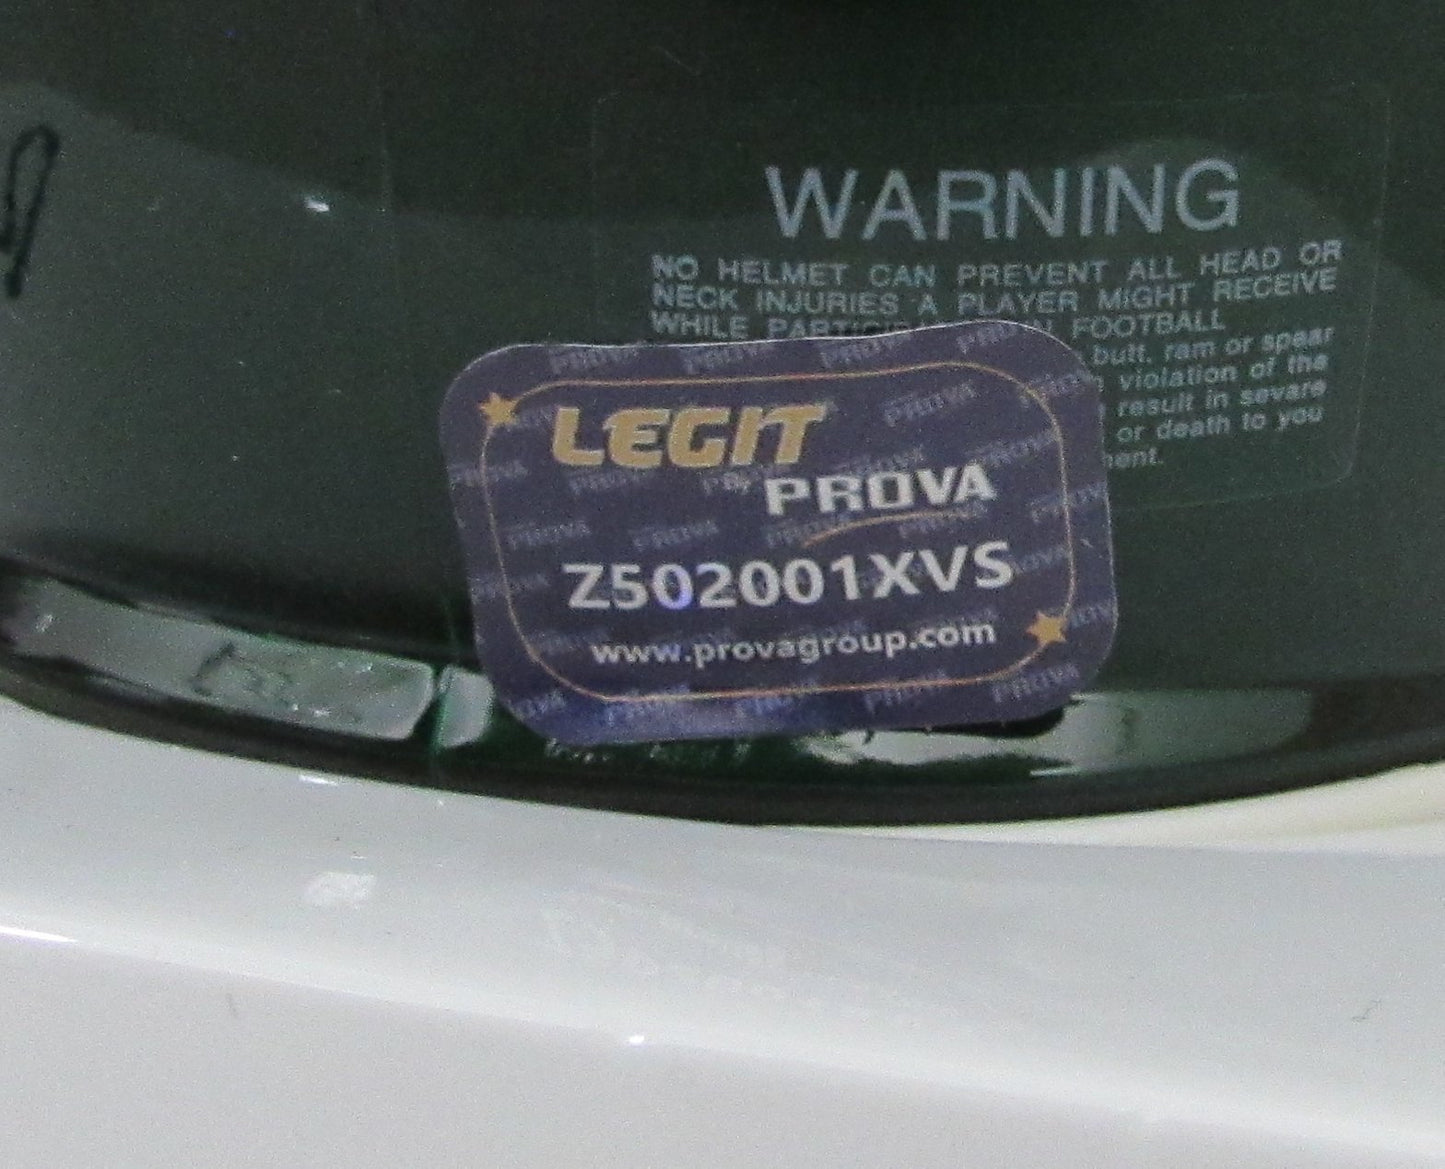 WARNING
NO HELMET CAN PREVENT ALL HEAD OR
NECK INJURIES A PLAYER MIGHT RECEIVE
WHILE FOOTBALL
butt, ram or spear
violation of the
result in severe
or death to you
LEGIT
By PROVA
Z502001XVS
www.provagroup.com